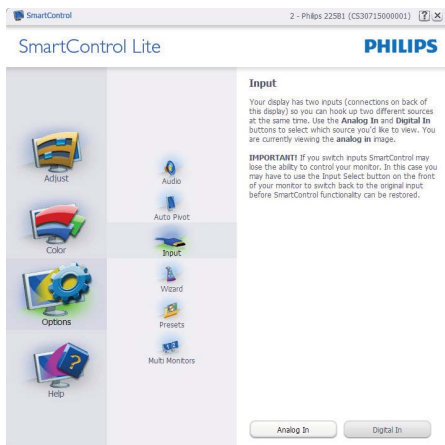 SmartControl
2 - Philips 225B1 (CS30715000001) ? X
SmartControl Lite
PHILIPS
Adjust
Color
Options
Help
Audio
Auto Pivot
Input
Wizard
Presets
Multi Monitors
Input
Your display has two inputs (connections on back of
this display) so you can hook up two different sources
at the same time. Use the Analog In and Digital In
buttons to select which source you'd like to view. You
are currently viewing the analog in image.
IMPORTANT! If you switch inputs SmartControl may
lose the ability to control your monitor. In this case you
may have to use the Input Select button on the front
of your monitor to switch back to the original input
before SmartControl functionality can be restored.
Analog In
Digital In